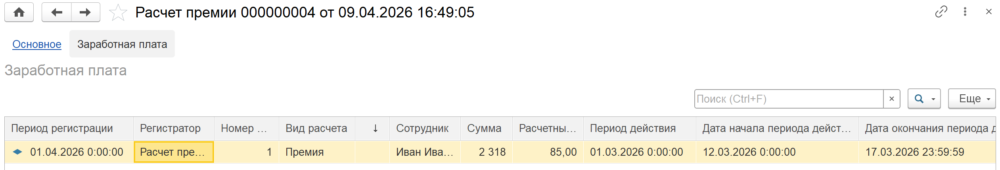 Расчет премии 000000004 от 09.04.2026 16:49:05
Основное Заработная плата
Заработная плата
Поиск (Ctrl+F) × Еще
Период регистрации Регистратор Номер ... Вид расчета ↓ Сотрудник Сумма Расчетны... Период действия Дата начала периода дейст... Дата окончания периода д
01.04.2026 0:00:00 Расчет пре... 1 Премия Иван Ива... 2 318 85,00 01.03.2026 0:00:00 12.03.2026 0:00:00 17.03.2026 23:59:59